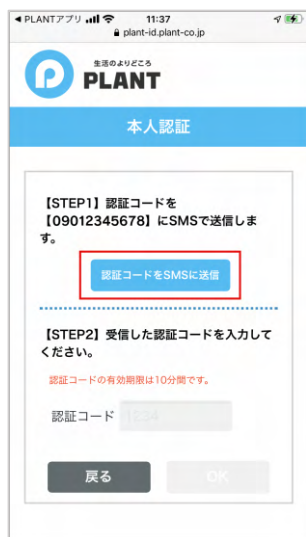 PLANTアプリ 11:37
plant-id.plant-co.jp
生活のよりどころ
PLANT
本人認証
【STEP1】認証コードを
【09012345678】にSMSで送信しま
す。
認証コードをSMSに送信
【STEP2】受信した認証コードを入力して
ください。
認証コードの有効期限は10分間です。
認証コード 1234
戻る OK